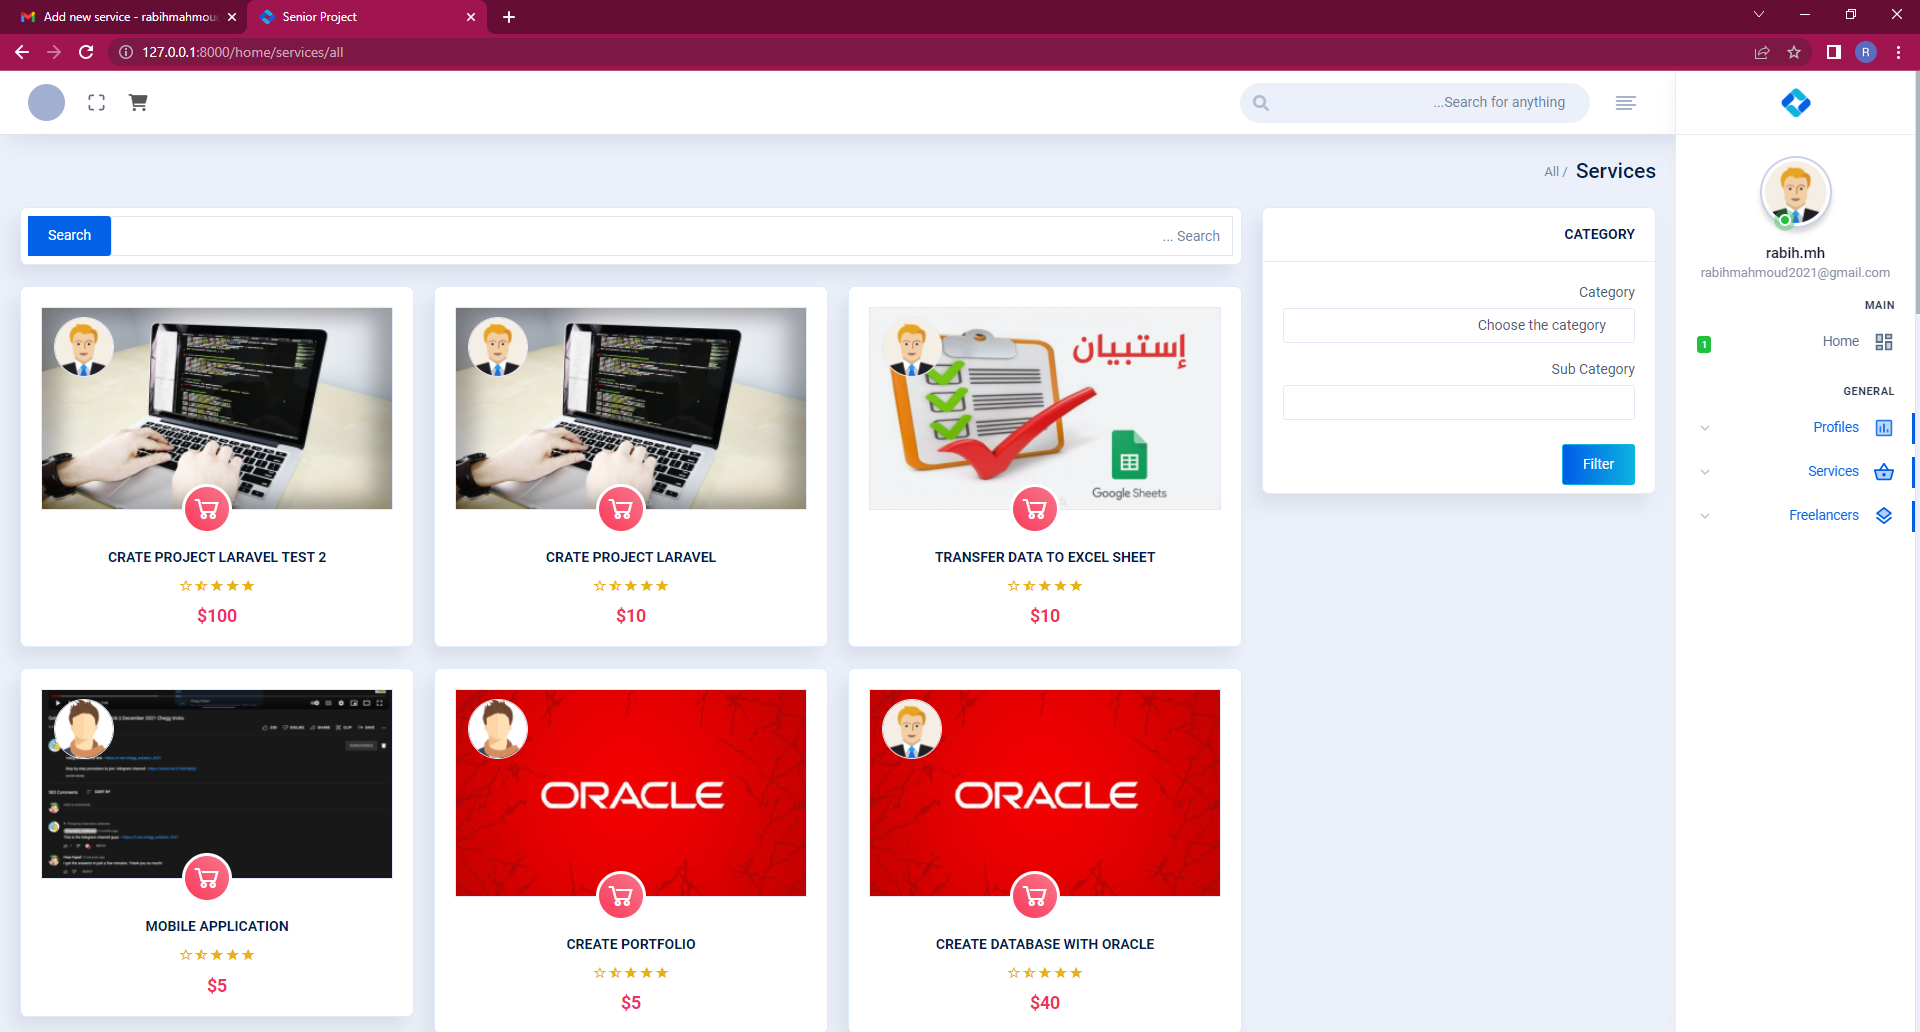 Add new service - rabihmahmou
Senior Project
127.0.0.1:8000/home/services/all
R
Search for anything...
All / Services
Search
Search ...
CATEGORY
Category
Choose the category
Sub Category
Filter
rabih.mh
rabihmahmoud2021@gmail.com
MAIN
Home
1
GENERAL
Profiles
Services
Freelancers
CRATE PROJECT LARAVEL TEST 2
$100
CRATE PROJECT LARAVEL
$10
إستبيان
Google Sheets
TRANSFER DATA TO EXCEL SHEET
$10
MOBILE APPLICATION
$5
ORACLE
CREATE PORTFOLIO
$5
ORACLE
CREATE DATABASE WITH ORACLE
$40